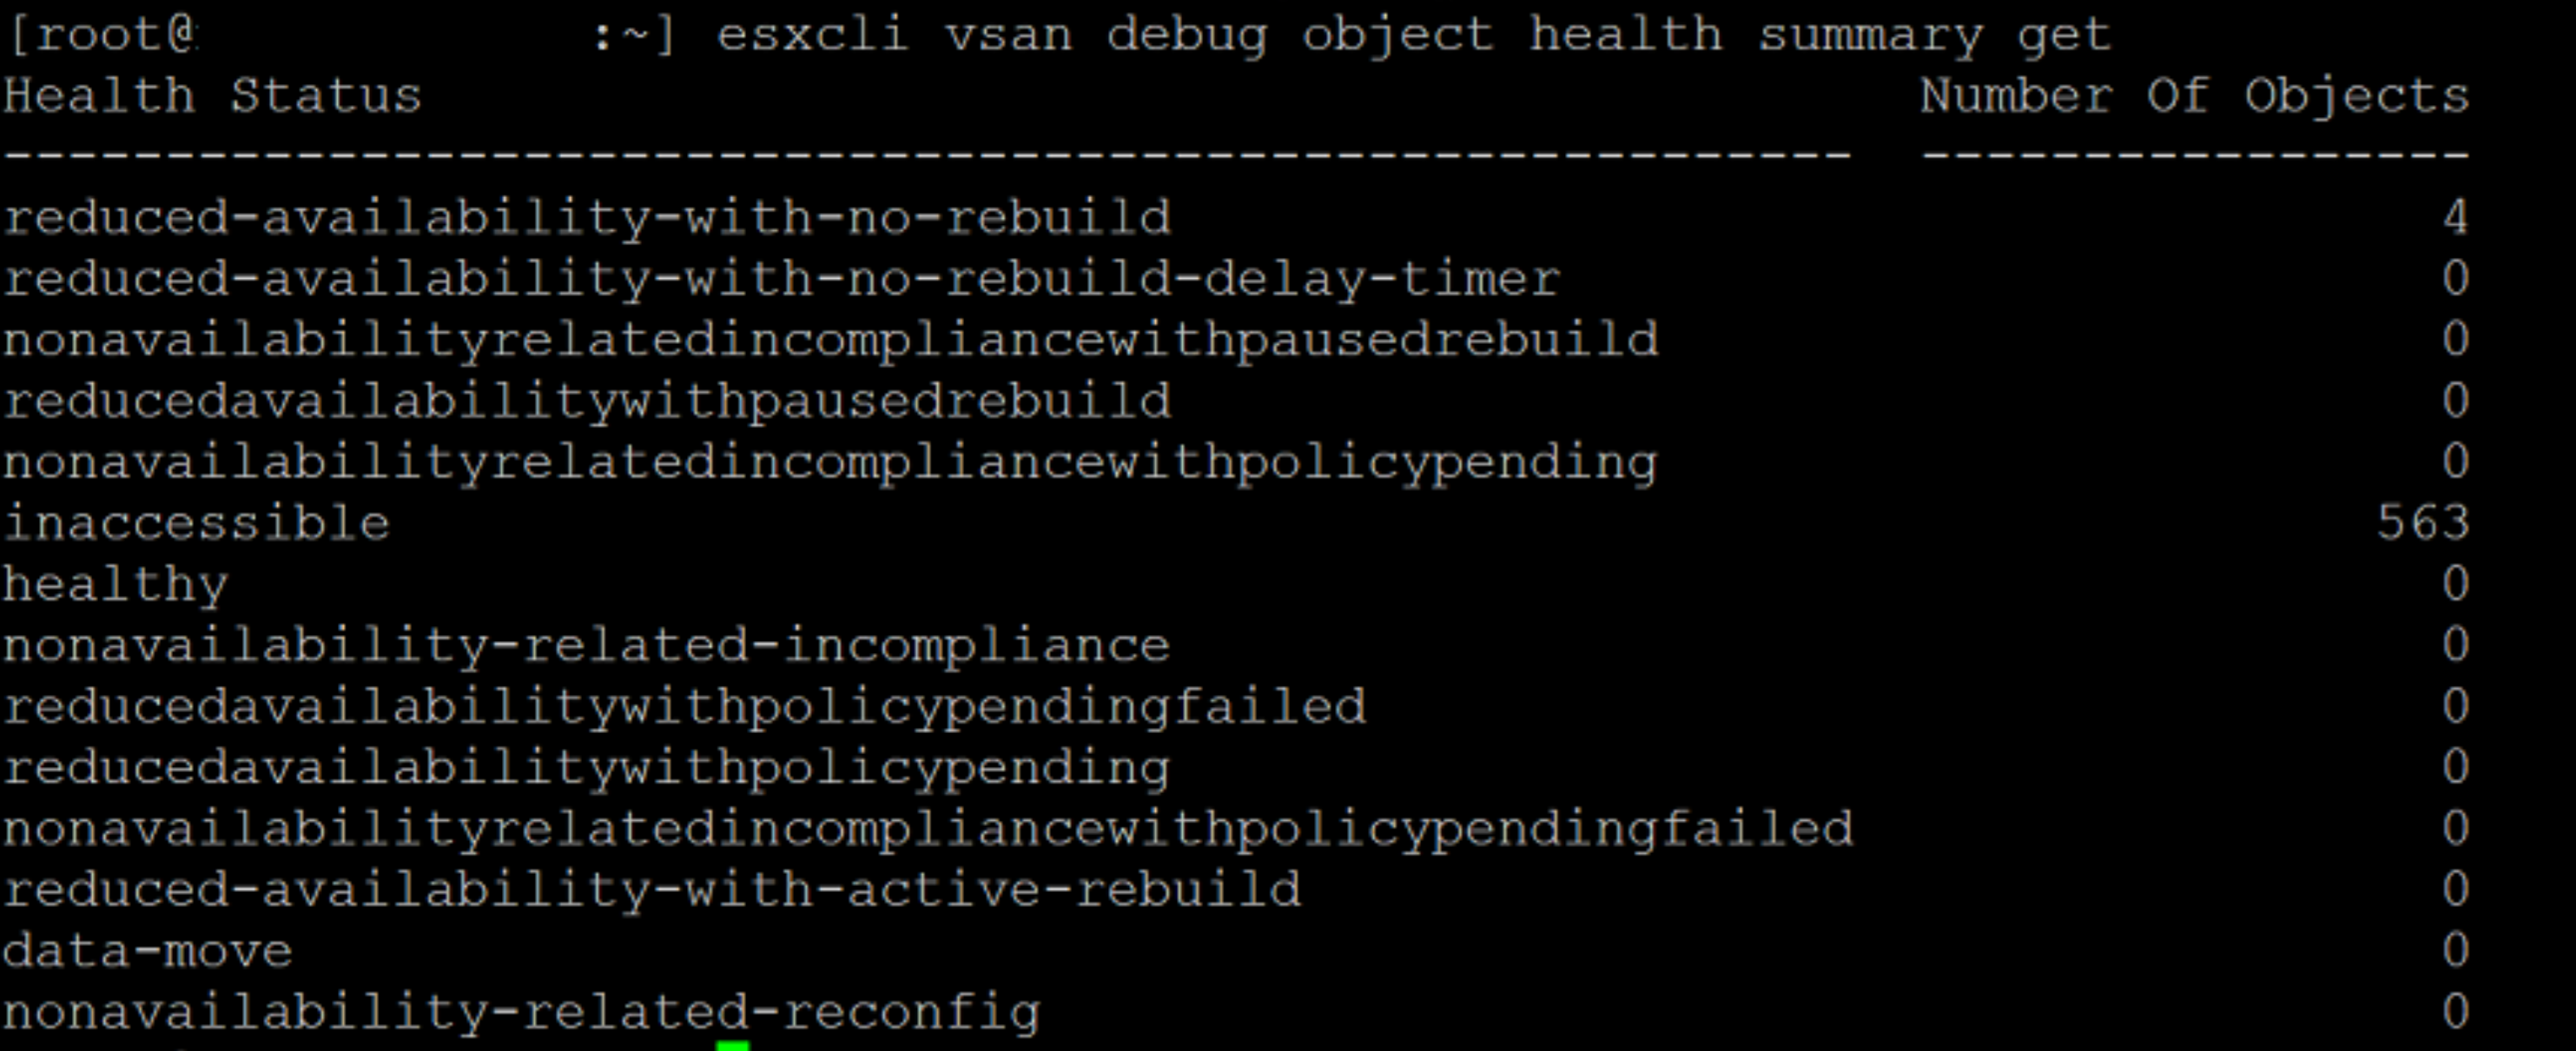 [root@ :~] esxcli vsan debug object health summary get
Health Status Number Of Objects
--------------------------------------------------------- -----------------
reduced-availability-with-no-rebuild 4
reduced-availability-with-no-rebuild-delay-timer 0
nonavailabilityrelatedincompliancewithpausedrebuild 0
reducedavailabilitywithpausedrebuild 0
nonavailabilityrelatedincompliancewithpolicypending 0
inaccessible 563
healthy 0
nonavailability-related-incompliance 0
reducedavailabilitywithpolicypendingfailed 0
reducedavailabilitywithpolicypending 0
nonavailabilityrelatedincompliancewithpolicypendingfailed 0
reduced-availability-with-active-rebuild 0
data-move 0
nonavailability-related-reconfig 0